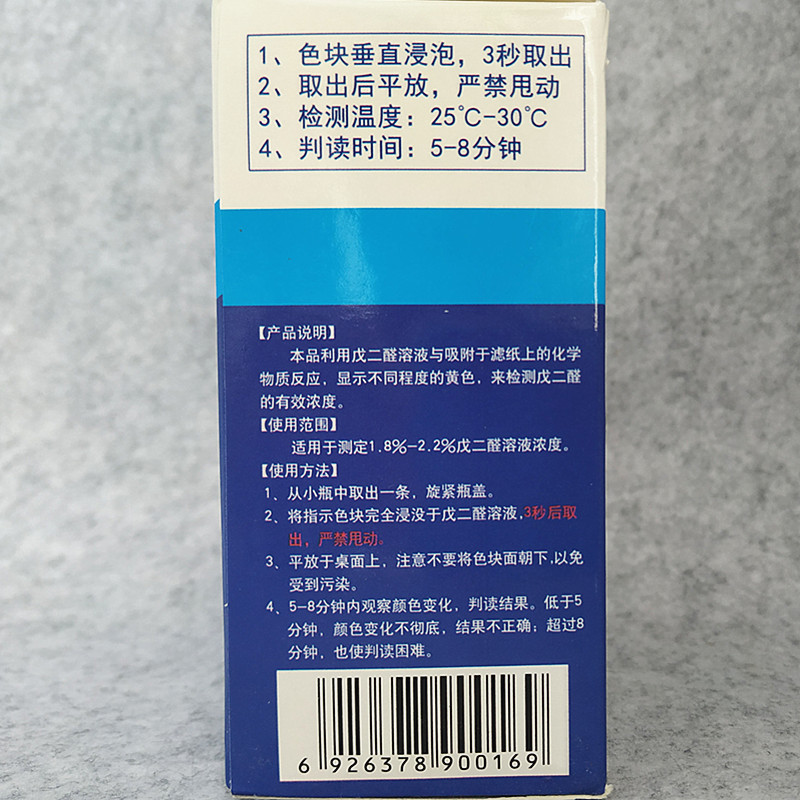 1、色块垂直浸泡，3秒取出
2、取出后平放，严禁甩动
3、检测温度：25℃-30℃
4、判读时间：5-8分钟
【产品说明】
本品利用戊二醛溶液与吸附于滤纸上的化学
物质反应，显示不同程度的黄色，来检测戊二醛
的有效浓度。
【使用范围】
适用于测定1.8%-2.2%戊二醛溶液浓度。
【使用方法】
1、从小瓶中取出一条，旋紧瓶盖。
2、将指示色块完全浸没于戊二醛溶液,3秒后取
出，严禁甩动。
3、平放于桌面上，注意不要将色块面朝下,以免
受到污染。
4、5-8分钟内观察颜色变化，判读结果。低于5
分钟，颜色变化不彻底，结果不正确；超过8
分钟，也使判读困难。
6 926378 900169